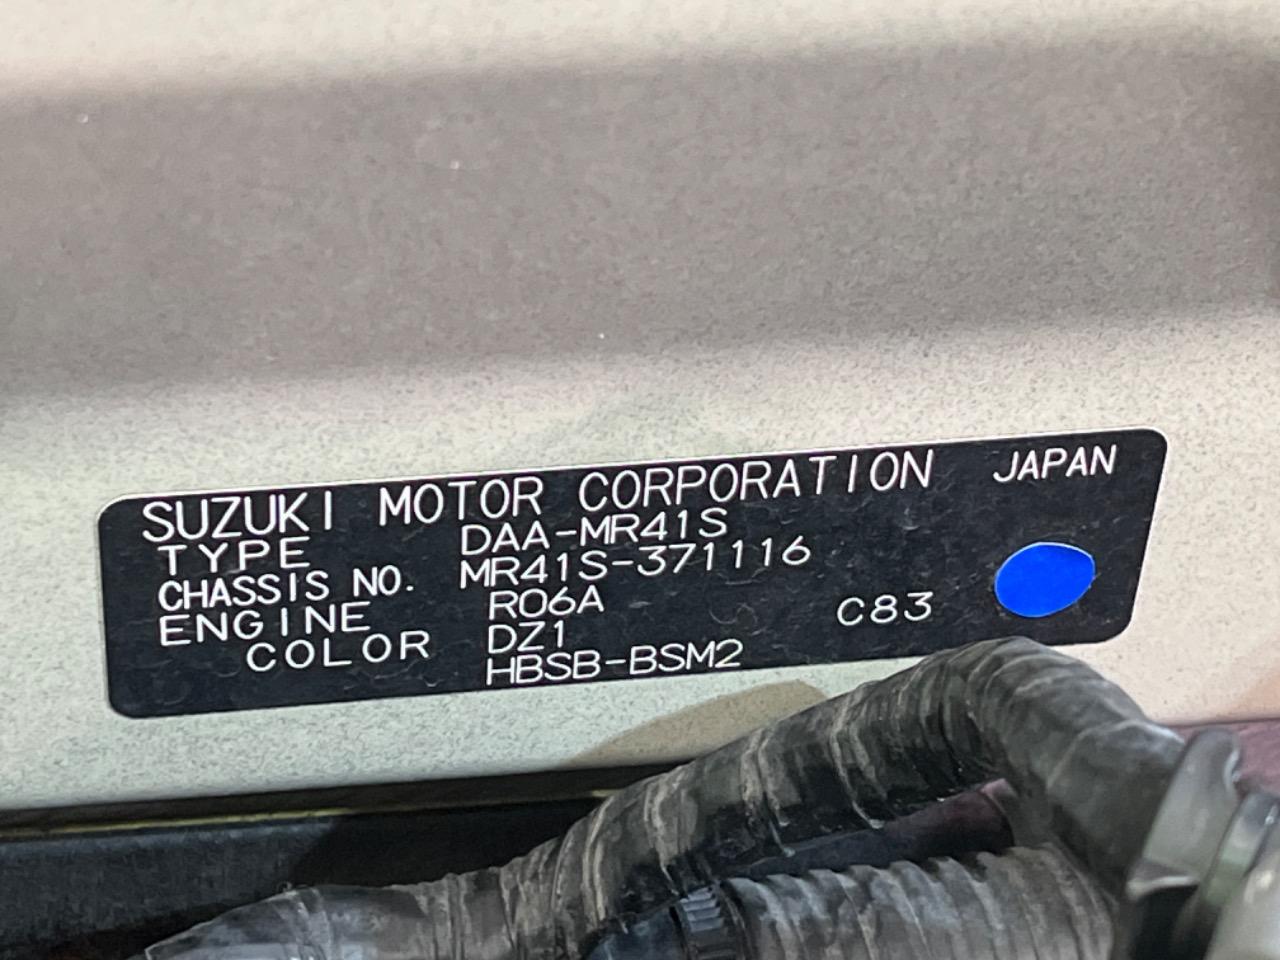 SUZUKI MOTOR CORPORATION JAPAN
TYPE DAA-MR41S
CHASSIS NO. MR41S-371116
ENGINE R06A
COLOR DZ1 C83
HBSB-BSM2